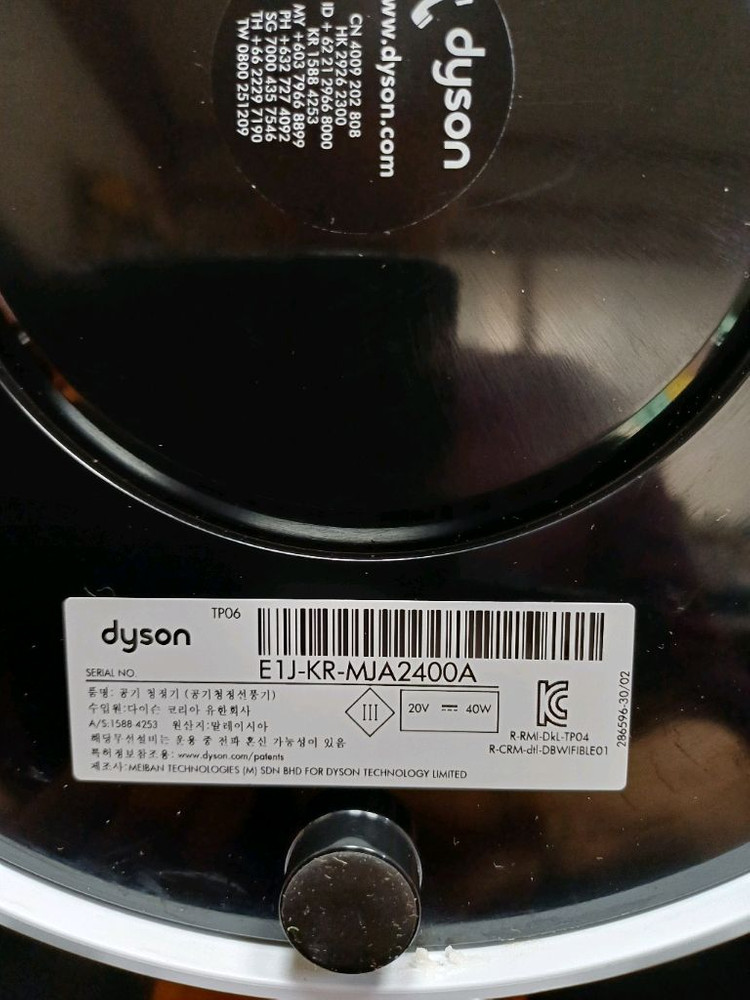 dyson
www.dyson.com
CN 4009 202 808
HK 2926 2300
ID + 62 21 2966 8000
KR 1588 4253
MY +603 7966 8899
PH +632 727 4092
SG 7000 435 7546
TH +66 2229 7190
TW 0800 251209
dyson
TP06
SERIAL NO.
E1J-KR-MJA2400A
품명: 공기 청정기 (공기청정선풍기)
수입원:다이슨 코리아 유한회사
A/S:1588 4253 원산지:말레이시아
해당무선설비는 운용 중 전파 혼신 가능성이 있음
특허정보참조용: www.dyson.com/patents
제조사:MEIBAN TECHNOLOGIES (M) SDN BHD FOR DYSON TECHNOLOGY LIMITED
III
20V ⎓ 40W
R-RMI-DkL-TP04
R-CRM-dtl-DBWIFIBLE01
286596-30/02